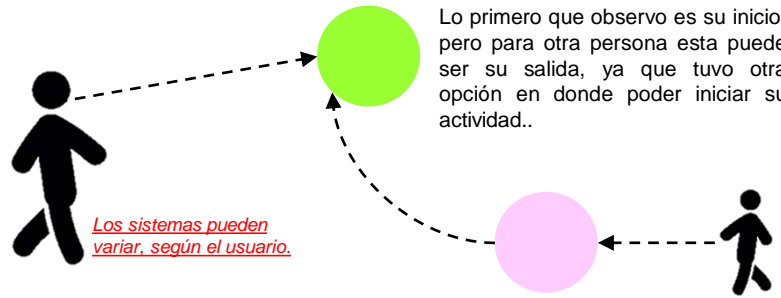 Lo primero que observo es su inicio,
pero para otra persona esta puede
ser su salida, ya que tuvo otra
opción en donde poder iniciar su
actividad..
Los sistemas pueden
variar, según el usuario.